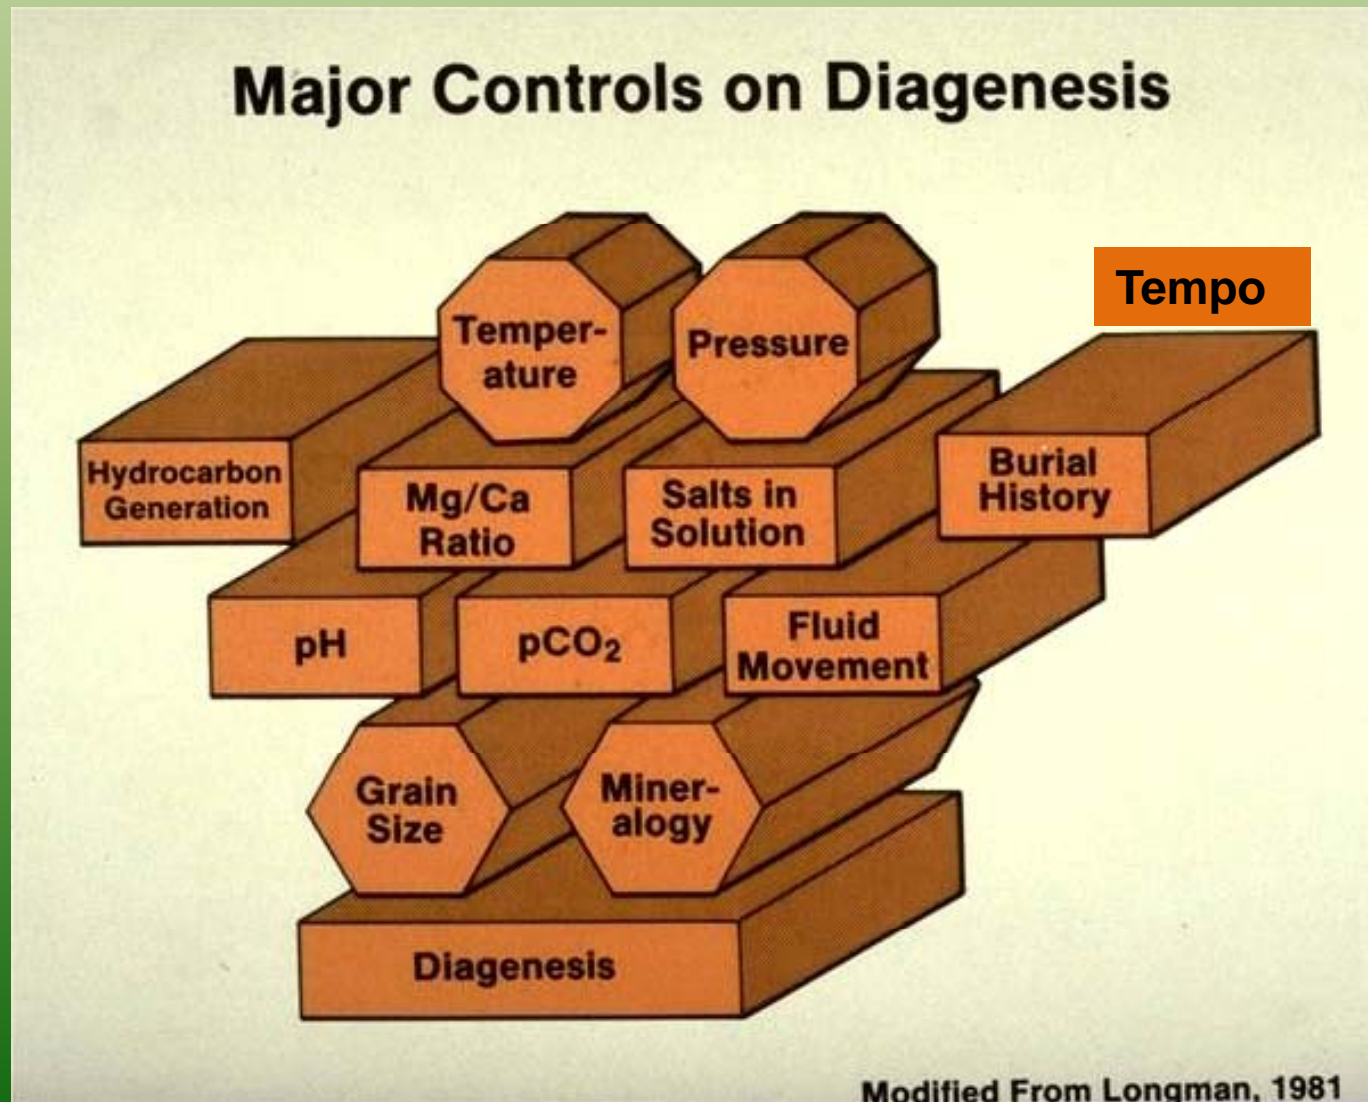 Major Controls on Diagenesis
Tempo
Temper-
ature
Pressure
Hydrocarbon
Generation
Mg/Ca
Ratio
Salts in
Solution
Burial
History
pH
pCO₂
Fluid
Movement
Grain
Size
Miner-
alogy
Diagenesis
Modified From Longman, 1981